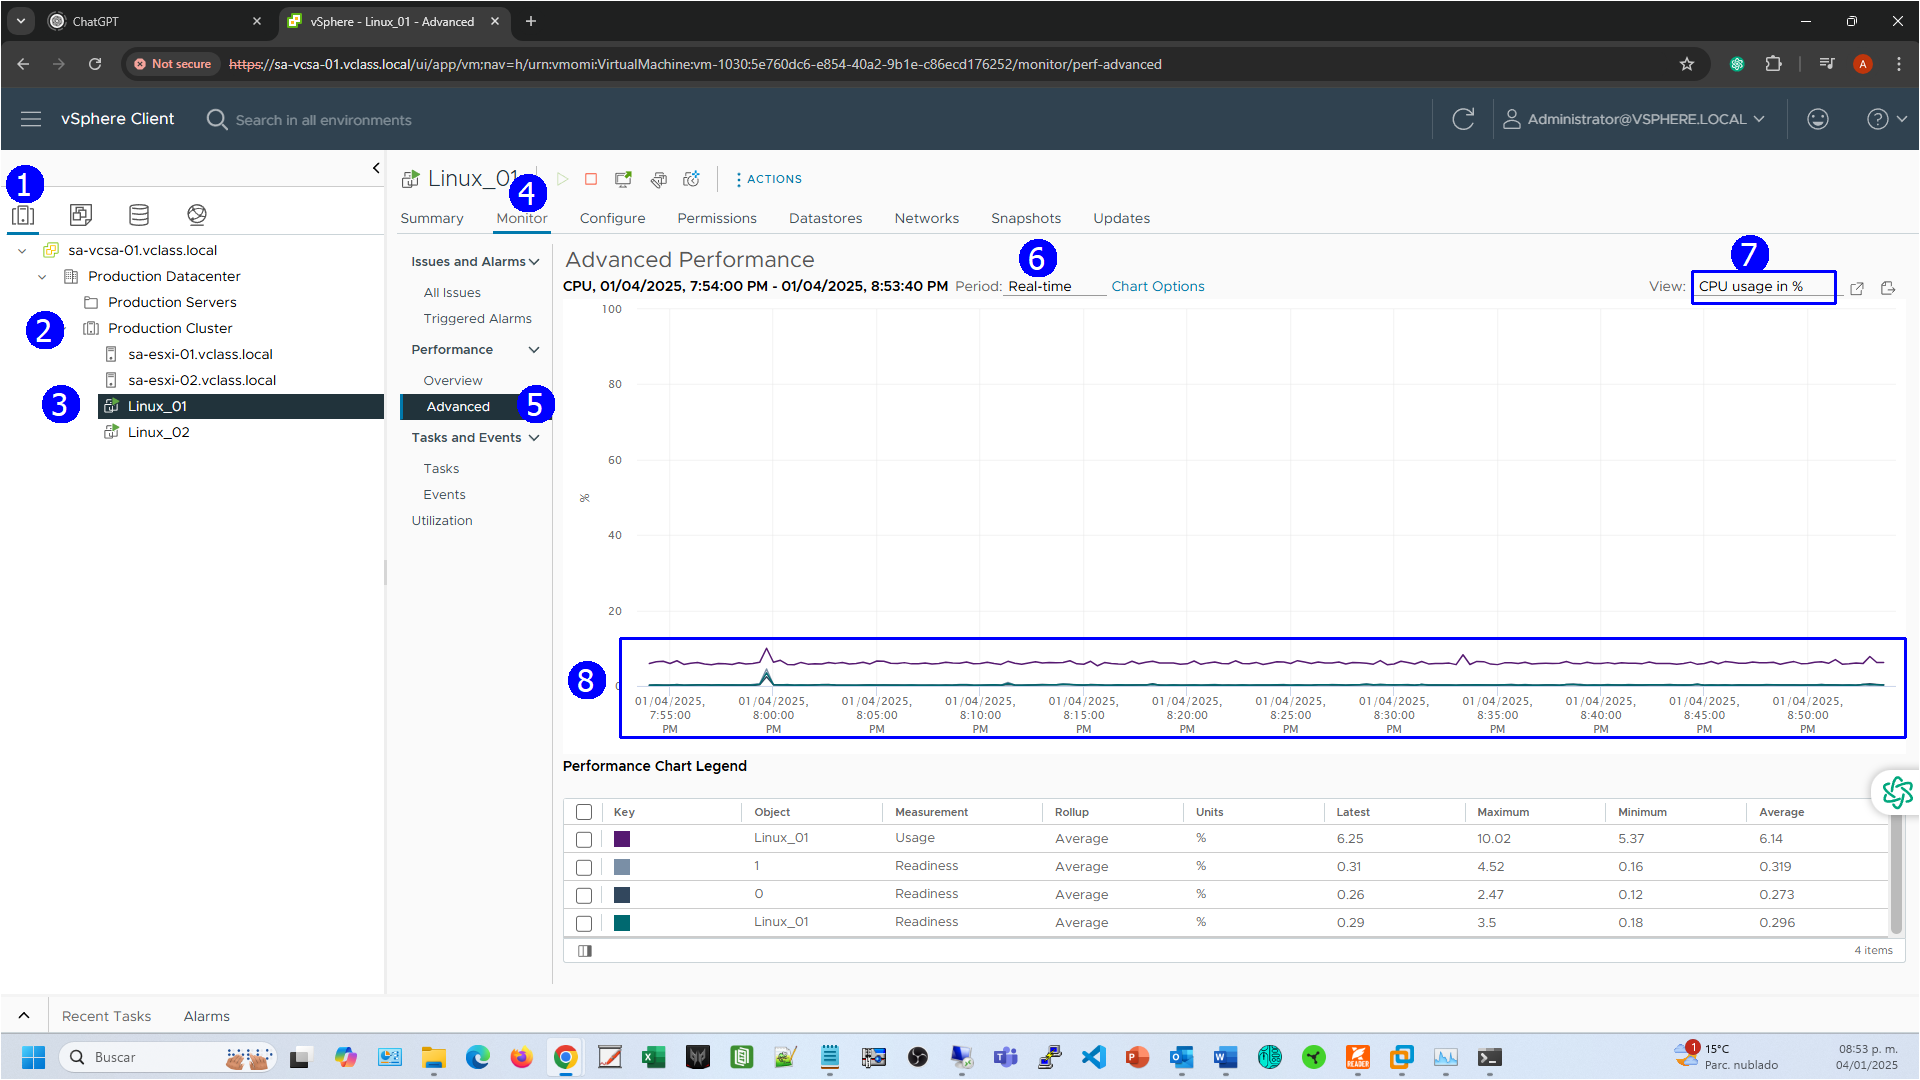 ChatGPT
vSphere - Linux_01 - Advanced
Not secure
https://sa-vcsa-01.vclass.local/ui/app/vm;nav=h/urn:vmomi:VirtualMachine:vm-1030:5e760dc6-e854-40a2-9b1e-c86ecd176252/monitor/perf-advanced
A
vSphere Client
Search in all environments
Administrator@VSPHERE.LOCAL
1
sa-vcsa-01.vclass.local
Production Datacenter
Production Servers
2
Production Cluster
sa-esxi-01.vclass.local
sa-esxi-02.vclass.local
3
Linux_01
Linux_02
Linux_01
ACTIONS
4
Summary
Monitor
Configure
Permissions
Datastores
Networks
Snapshots
Updates
Issues and Alarms
All Issues
Triggered Alarms
Performance
Overview
Advanced
5
Tasks and Events
Tasks
Events
Utilization
Advanced Performance
6
7
CPU, 01/04/2025, 7:54:00 PM - 01/04/2025, 8:53:40 PM
Period:
Real-time
Chart Options
View:
CPU usage in %
100
80
60
40
20
0
%
8
01/04/2025, 7:55:00 PM
01/04/2025, 8:00:00 PM
01/04/2025, 8:05:00 PM
01/04/2025, 8:10:00 PM
01/04/2025, 8:15:00 PM
01/04/2025, 8:20:00 PM
01/04/2025, 8:25:00 PM
01/04/2025, 8:30:00 PM
01/04/2025, 8:35:00 PM
01/04/2025, 8:40:00 PM
01/04/2025, 8:45:00 PM
01/04/2025, 8:50:00 PM
Performance Chart Legend
Key Object Measurement Rollup Units Latest Maximum Minimum Average
Linux_01 Usage Average % 6.25 10.02 5.37 6.14
1 Readiness Average % 0.31 4.52 0.16 0.319
0 Readiness Average % 0.26 2.47 0.12 0.273
Linux_01 Readiness Average % 0.29 3.5 0.18 0.296
4 items
Recent Tasks
Alarms
Buscar
1
15°C
Parc. nublado
08:53 p. m.
04/01/2025